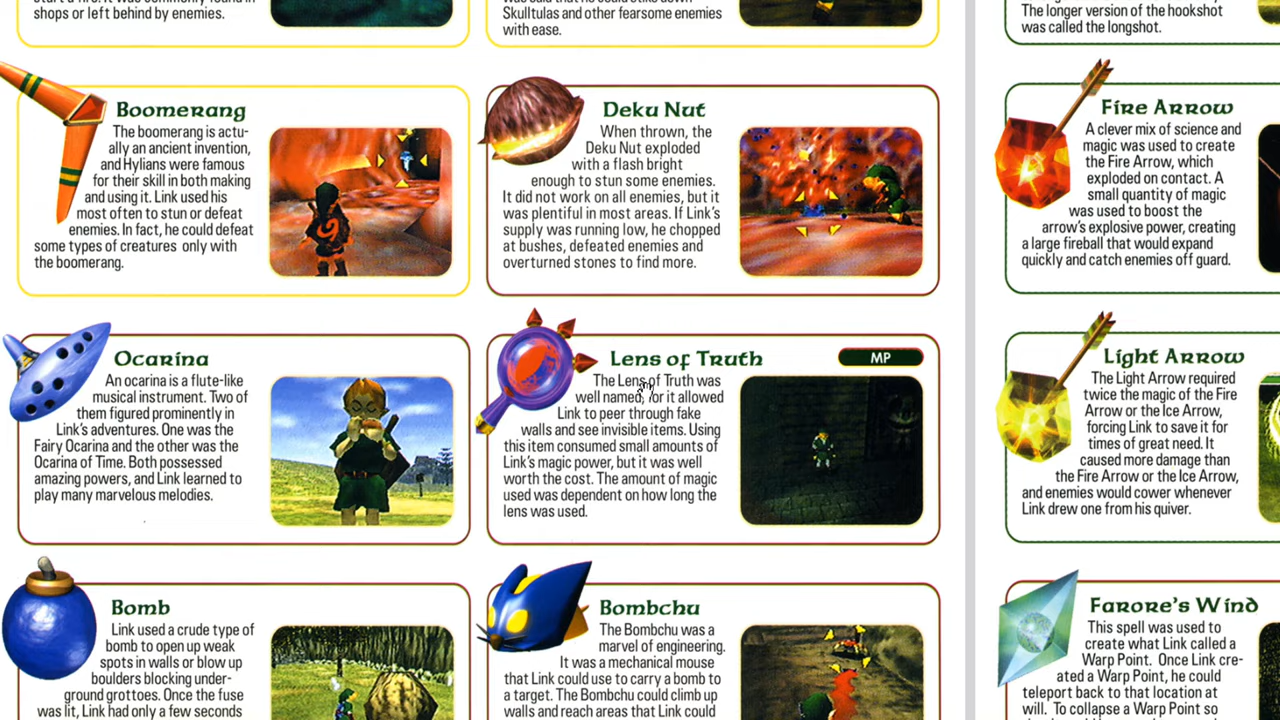 shops or left behind by enemies.
Skulltulas and other fearsome enemies
with ease.
The longer version of the hookshot
was called the longshot.
Boomerang
The boomerang is actu-
ally an ancient invention,
and Hylians were famous
for their skill in both making
and using it. Link used his
most often to stun or defeat
enemies. In fact, he could defeat
some types of creatures only with
the boomerang.
Deku Nut
When thrown, the
Deku Nut exploded
with a flash bright
enough to stun some enemies.
It did not work on all enemies, but it
was plentiful in most areas. If Link's
supply was running low, he chopped
at bushes, defeated enemies and
overturned stones to find more.
Fire Arrow
A clever mix of science and
magic was used to create
the Fire Arrow, which
exploded on contact. A
small quantity of magic
was used to boost the
arrow's explosive power, creating
a large fireball that would expand
quickly and catch enemies off guard.
Ocarina
An ocarina is a flute-like
musical instrument. Two of
them figured prominently in
Link's adventures. One was the
Fairy Ocarina and the other was the
Ocarina of Time. Both possessed
amazing powers, and Link learned to
play many marvelous melodies.
Lens of Truth
MP
The Lens of Truth was
well named, for it allowed
Link to peer through fake
walls and see invisible items. Using
this item consumed small amounts of
Link's magic power, but it was well
worth the cost. The amount of magic
used was dependent on how long the
lens was used.
Light Arrow
The Light Arrow required
twice the magic of the Fire
Arrow or the Ice Arrow,
forcing Link to save it for
times of great need. It
caused more damage than
the Fire Arrow or the Ice Arrow,
and enemies would cower whenever
Link drew one from his quiver.
Bomb
Link used a crude type of
bomb to open up weak
spots in walls or blow up
boulders blocking under-
ground grottoes. Once the fuse
was lit, Link had only a few seconds
Bombchu
The Bombchu was a
marvel of engineering.
It was a mechanical mouse
that Link could use to carry a bomb to
a target. The Bombchu could climb up
walls and reach areas that Link could
Farore's Wind
This spell was used to
create what Link called a
Warp Point. Once Link cre-
ated a Warp Point, he could
teleport back to that location at
will. To collapse a Warp Point so